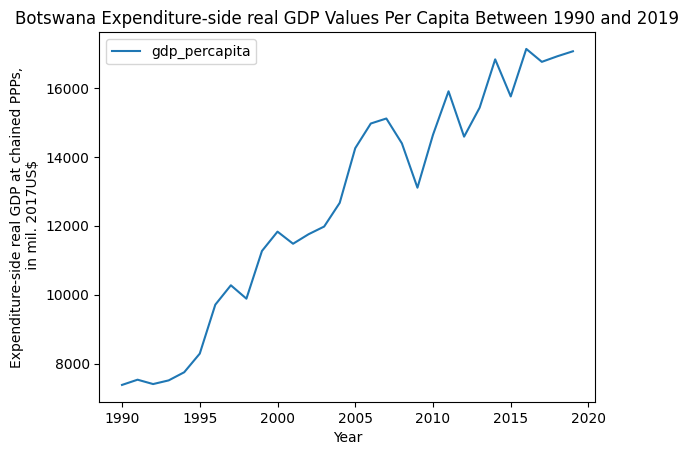 Botswana Expenditure-side real GDP Values Per Capita Between 1990 and 2019
gdp_percapita
Expenditure-side real GDP at chained PPPs,
in mil. 2017US$
16000
14000
12000
10000
8000
1990 1995 2000 2005 2010 2015 2020
Year